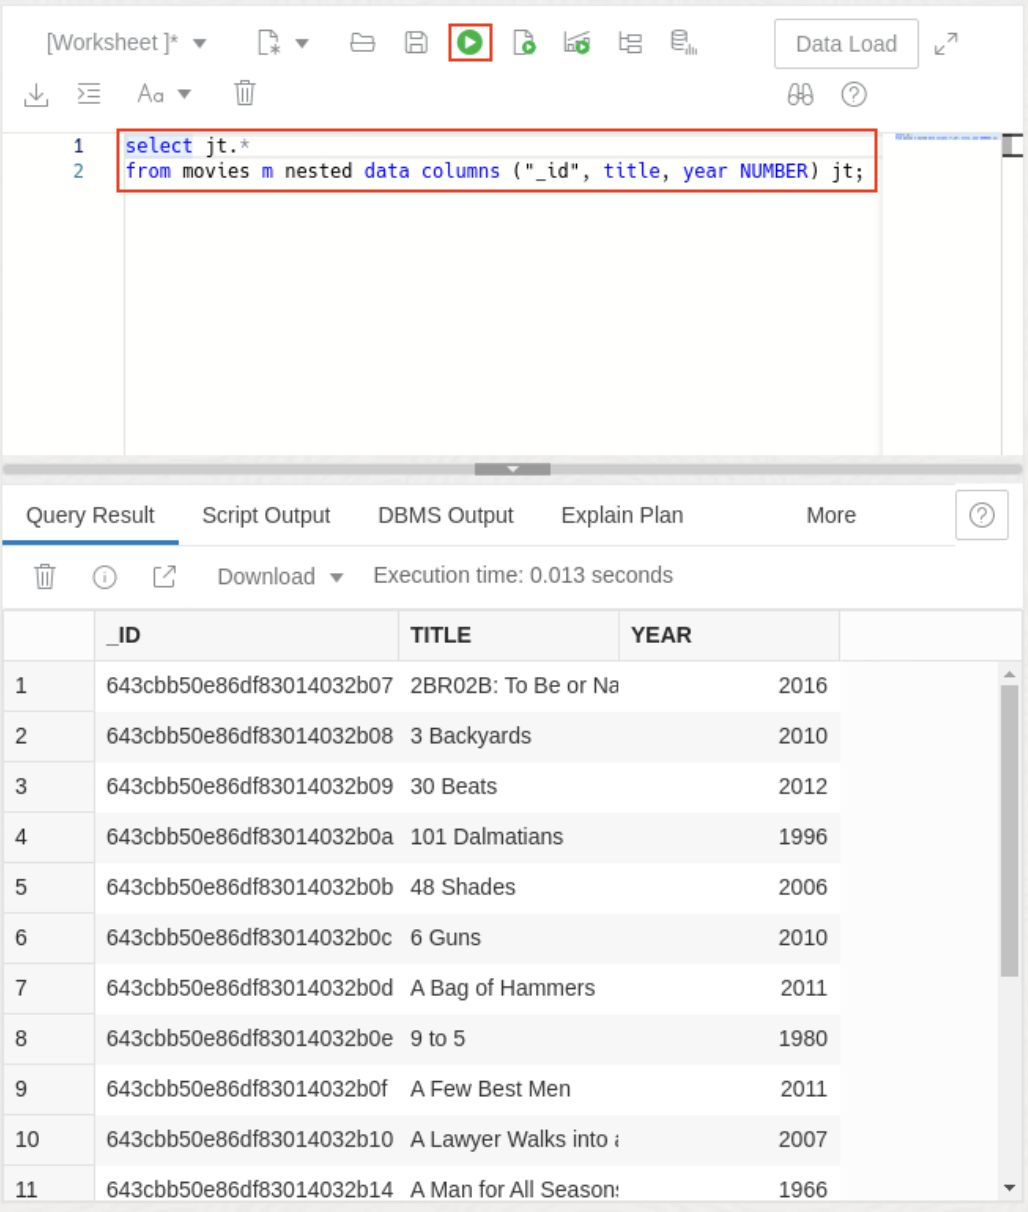 [Worksheet ]*
Data Load
Aa
1 select jt.*
2 from movies m nested data columns ("_id", title, year NUMBER) jt;
Query Result Script Output DBMS Output Explain Plan More
Download Execution time: 0.013 seconds
_ID TITLE YEAR
1 643cbb50e86df83014032b07 2BR02B: To Be or Na 2016
2 643cbb50e86df83014032b08 3 Backyards 2010
3 643cbb50e86df83014032b09 30 Beats 2012
4 643cbb50e86df83014032b0a 101 Dalmatians 1996
5 643cbb50e86df83014032b0b 48 Shades 2006
6 643cbb50e86df83014032b0c 6 Guns 2010
7 643cbb50e86df83014032b0d A Bag of Hammers 2011
8 643cbb50e86df83014032b0e 9 to 5 1980
9 643cbb50e86df83014032b0f A Few Best Men 2011
10 643cbb50e86df83014032b10 A Lawyer Walks into a 2007
11 643cbb50e86df83014032b14 A Man for All Seasons 1966